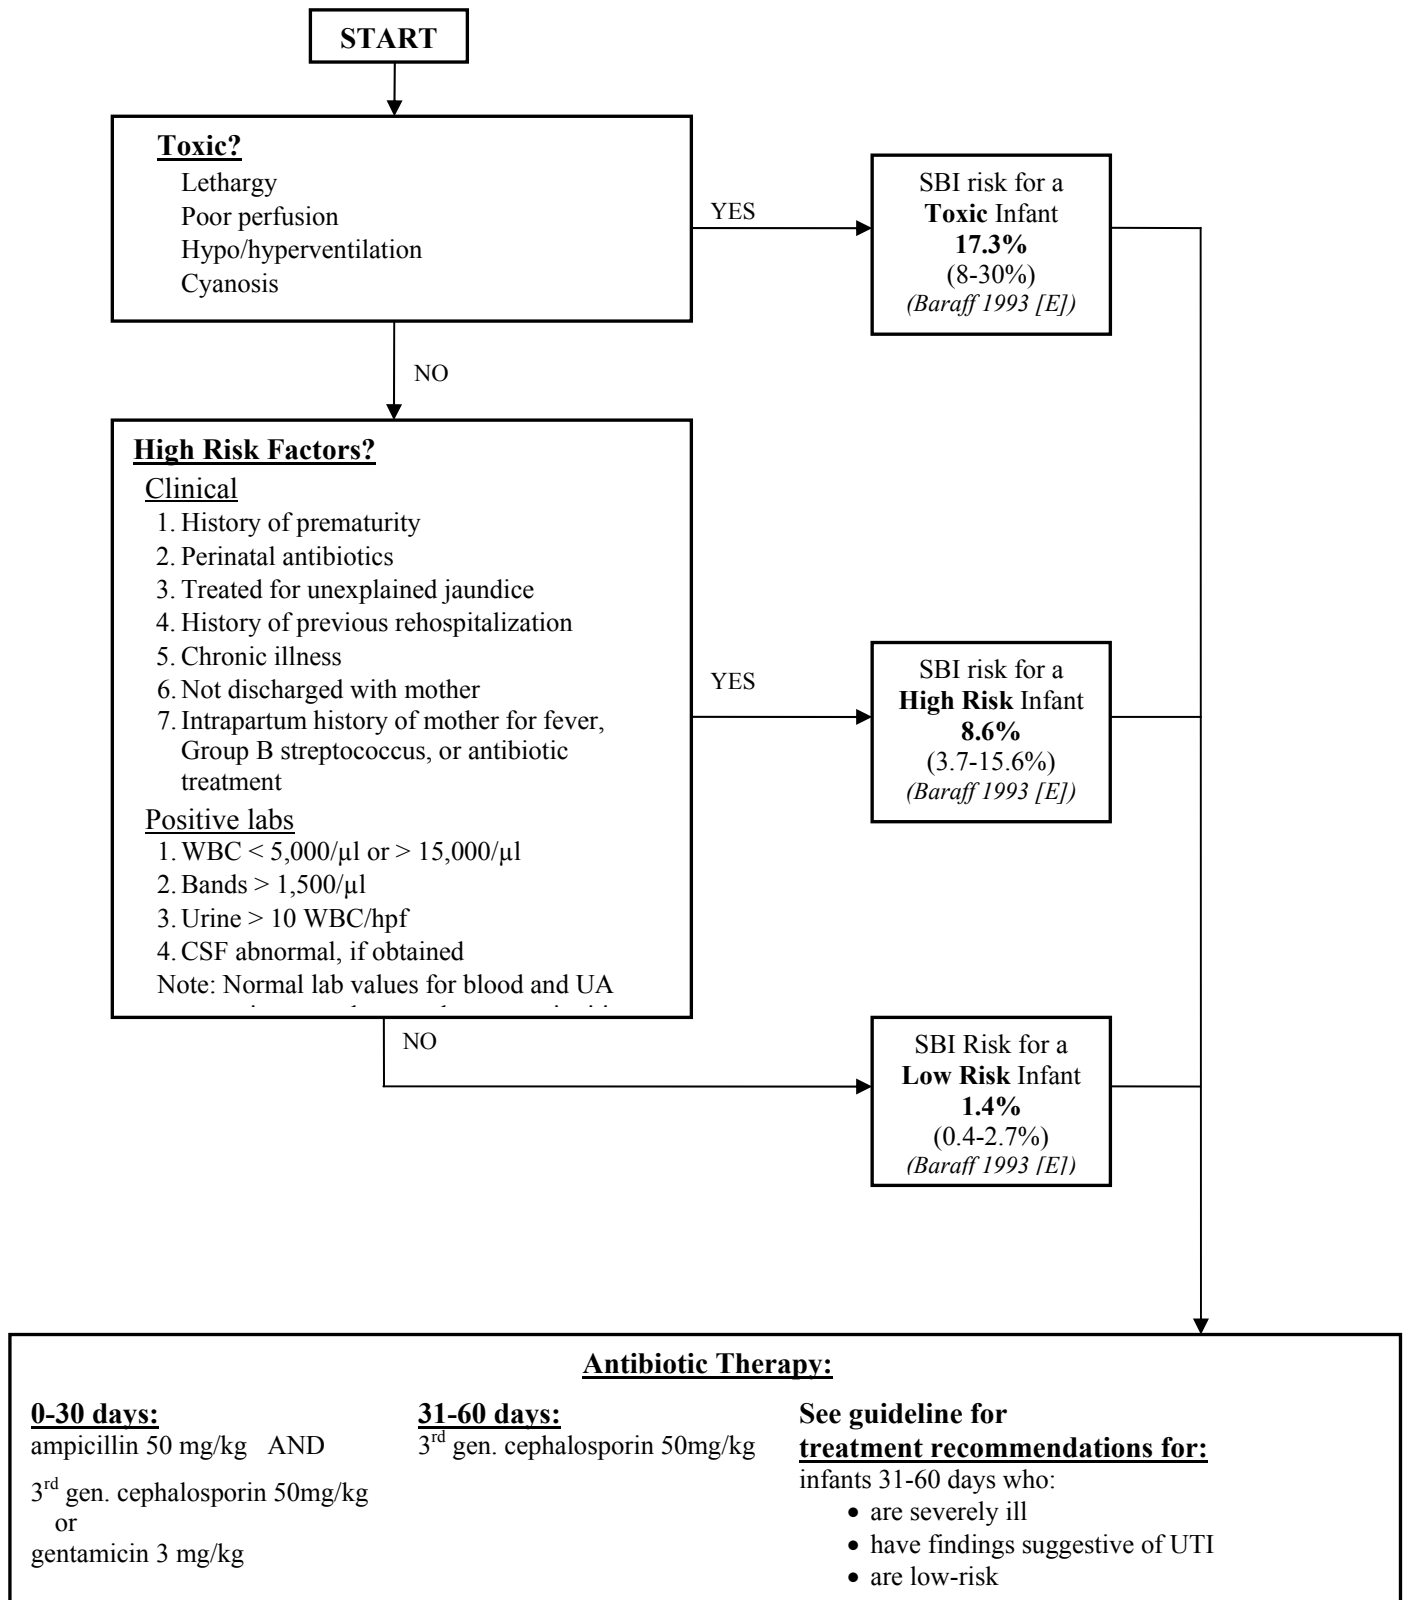 START
Toxic?
Lethargy
Poor perfusion
Hypo/hyperventilation
Cyanosis
YES
SBI risk for a
Toxic Infant
17.3%
(8-30%)
(Baraff 1993 [E])
NO
High Risk Factors?
Clinical
1. History of prematurity
2. Perinatal antibiotics
3. Treated for unexplained jaundice
4. History of previous rehospitalization
5. Chronic illness
6. Not discharged with mother
7. Intrapartum history of mother for fever,
Group B streptococcus, or antibiotic
treatment
Positive labs
1. WBC < 5,000/µl or > 15,000/µl
2. Bands > 1,500/µl
3. Urine > 10 WBC/hpf
4. CSF abnormal, if obtained
Note: Normal lab values for blood and UA
YES
SBI risk for a
High Risk Infant
8.6%
(3.7-15.6%)
(Baraff 1993 [E])
NO
SBI Risk for a
Low Risk Infant
1.4%
(0.4-2.7%)
(Baraff 1993 [E])
Antibiotic Therapy:
0-30 days:
ampicillin 50 mg/kg AND
3rd gen. cephalosporin 50mg/kg
or
gentamicin 3 mg/kg
31-60 days:
3rd gen. cephalosporin 50mg/kg
See guideline for
treatment recommendations for:
infants 31-60 days who:
• are severely ill
• have findings suggestive of UTI
• are low-risk